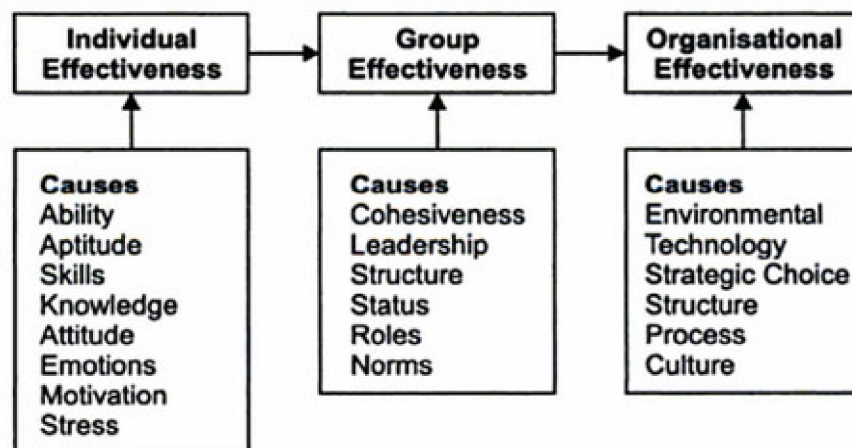 Individual
Effectiveness
Group
Effectiveness
Organisational
Effectiveness
Causes
Ability
Aptitude
Skills
Knowledge
Attitude
Emotions
Motivation
Stress
Causes
Cohesiveness
Leadership
Structure
Status
Roles
Norms
Causes
Environmental
Technology
Strategic Choice
Structure
Process
Culture